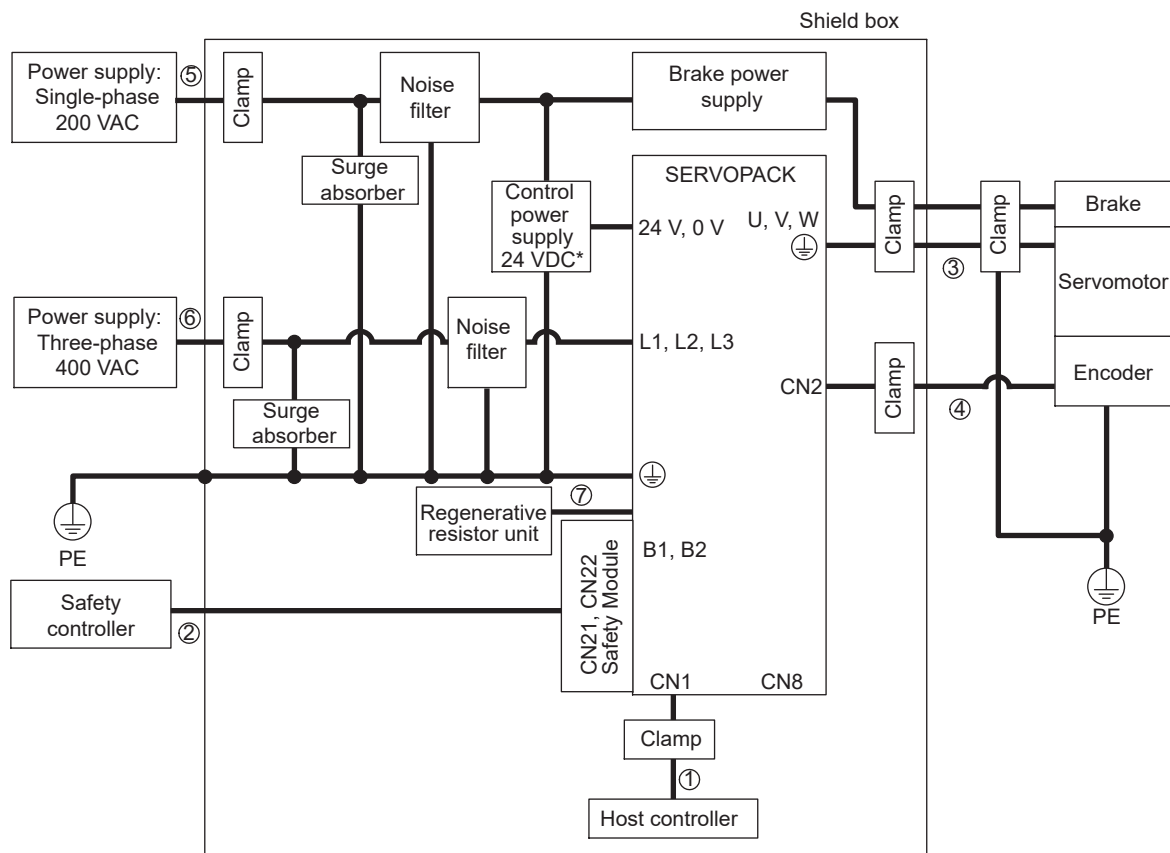 Shield box
Power supply:
Single-phase
200 VAC
⑤
Clamp
Noise
filter
Brake power
supply
Surge
absorber
Control
power
supply
24 VDC*
SERVOPACK
24 V, 0 V
U, V, W
Clamp
Clamp
③
Brake
Servomotor
Encoder
Power supply:
Three-phase
400 VAC
⑥
Clamp
Noise
filter
L1, L2, L3
CN2
Clamp
④
Surge
absorber
PE
Regenerative
resistor unit
⑦
B1, B2
CN21, CN22
Safety Module
Safety
controller
②
PE
CN1
CN8
Clamp
①
Host controller